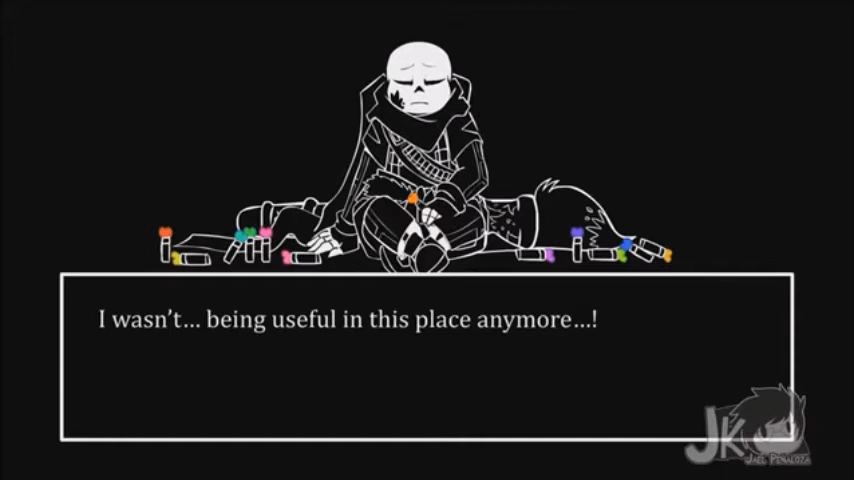 I wasn't... being useful in this place anymore...!
JK
JAEL PEÑALOZA